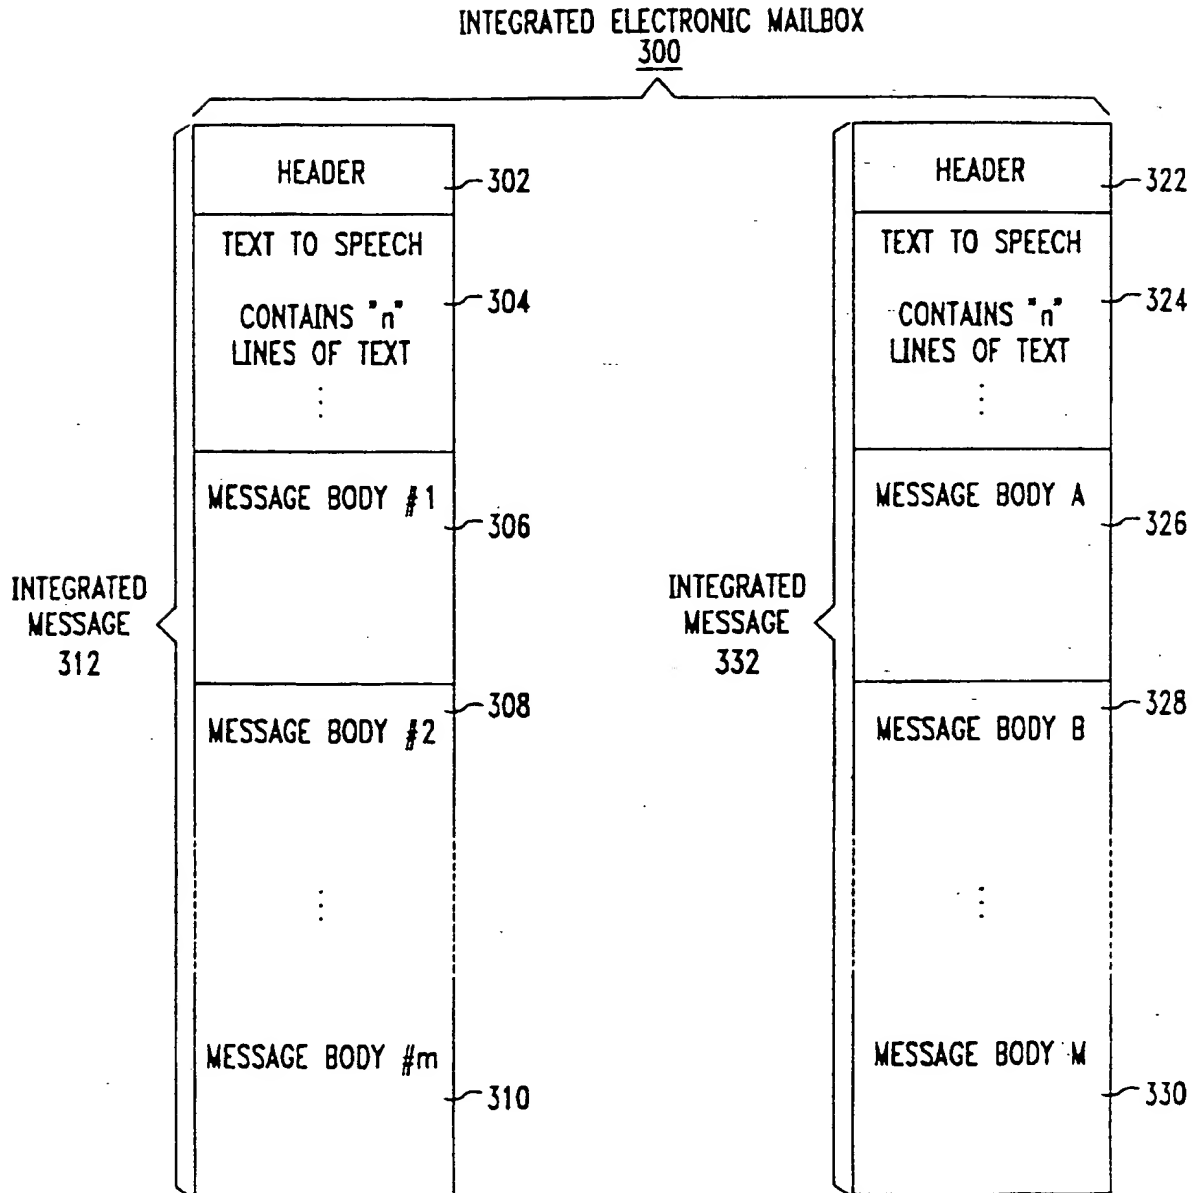 INTEGRATED ELECTRONIC MAILBOX
300
HEADER
302
TEXT TO SPEECH
304
CONTAINS "n"
LINES OF TEXT
MESSAGE BODY #1
306
INTEGRATED
MESSAGE
312
308
MESSAGE BODY #2
MESSAGE BODY #m
310
HEADER
322
TEXT TO SPEECH
324
CONTAINS "n"
LINES OF TEXT
MESSAGE BODY A
326
INTEGRATED
MESSAGE
332
328
MESSAGE BODY B
MESSAGE BODY M
330